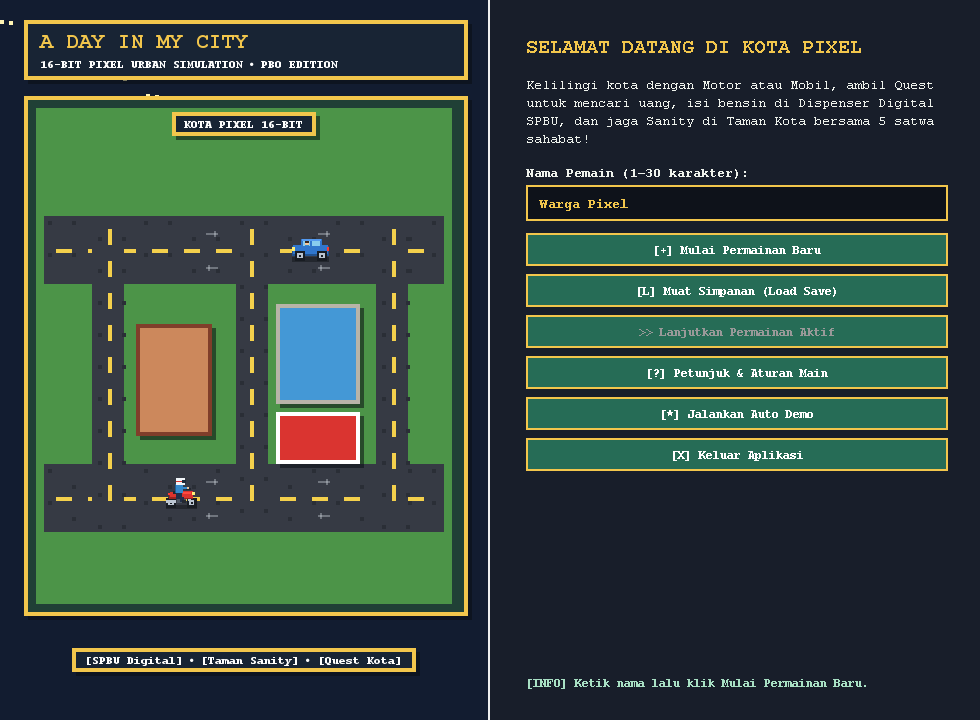 A DAY IN MY CITY
16-BIT PIXEL URBAN SIMULATION • PBO EDITION
KOTA PIXEL 16-BIT
[SPBU Digital] • [Taman Sanity] • [Quest Kota]
SELAMAT DATANG DI KOTA PIXEL
Kelilingi kota dengan Motor atau Mobil, ambil Quest
untuk mencari uang, isi bensin di Dispenser Digital
SPBU, dan jaga Sanity di Taman Kota bersama 5 satwa
sahabat!
Nama Pemain (1-30 karakter):
Warga Pixel
[+] Mulai Permainan Baru
[L] Muat Simpanan (Load Save)
>> Lanjutkan Permainan Aktif
[?] Petunjuk & Aturan Main
[*] Jalankan Auto Demo
[X] Keluar Aplikasi
[INFO] Ketik nama lalu klik Mulai Permainan Baru.